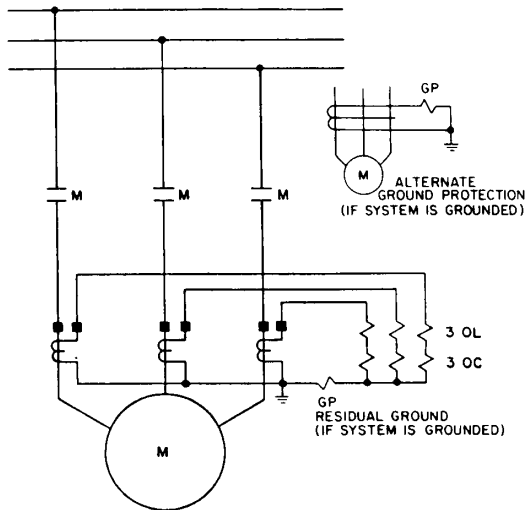 GP
M
ALTERNATE
GROUND PROTECTION
(IF SYSTEM IS GROUNDED)
M
M
M
3 OL
3 OC
GP
RESIDUAL GROUND
(IF SYSTEM IS GROUNDED)
M